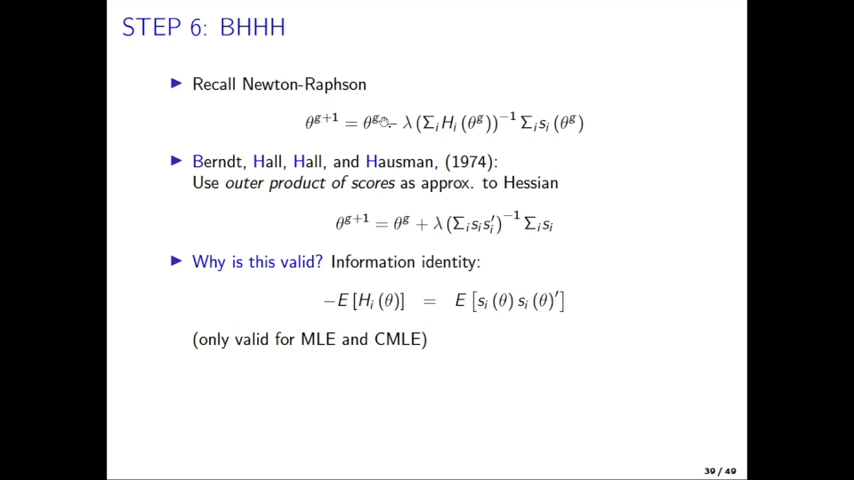 STEP 6: BHHH
▶ Recall Newton-Raphson
θ^{g+1} = θ^g − λ (Σ_i H_i (θ^g))^{−1} Σ_i s_i (θ^g)
▶ Berndt, Hall, Hall, and Hausman, (1974):
Use outer product of scores as approx. to Hessian
θ^{g+1} = θ^g + λ (Σ_i s_i s_i′)^{−1} Σ_i s_i
▶ Why is this valid? Information identity:
−E [H_i (θ)] = E [s_i (θ) s_i (θ)′]
(only valid for MLE and CMLE)
39 / 49